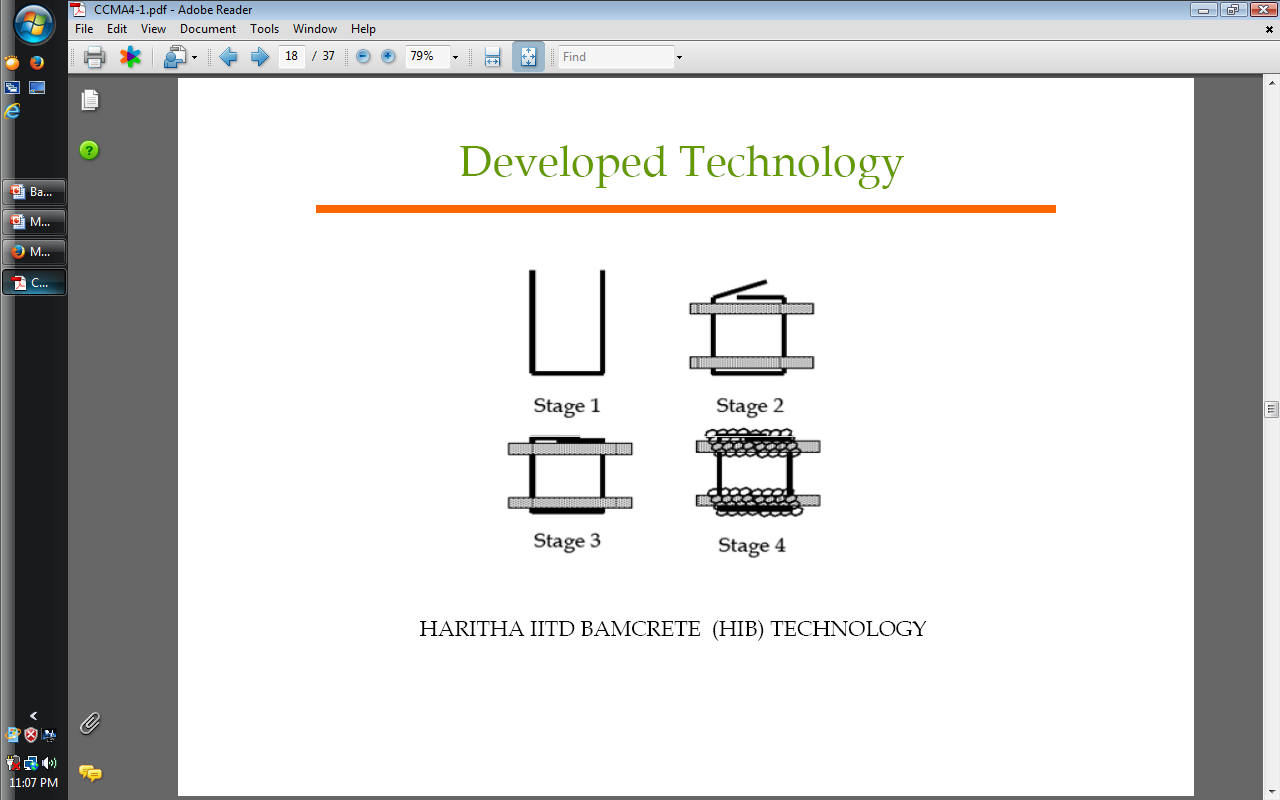 CCMA4-1.pdf - Adobe Reader
File Edit View Document Tools Window Help
18 / 37 79% Find
Ba...
M...
M...
C...
Developed Technology
Stage 1 Stage 2
Stage 3 Stage 4
HARITHA IITD BAMCRETE (HIB) TECHNOLOGY
11:07 PM